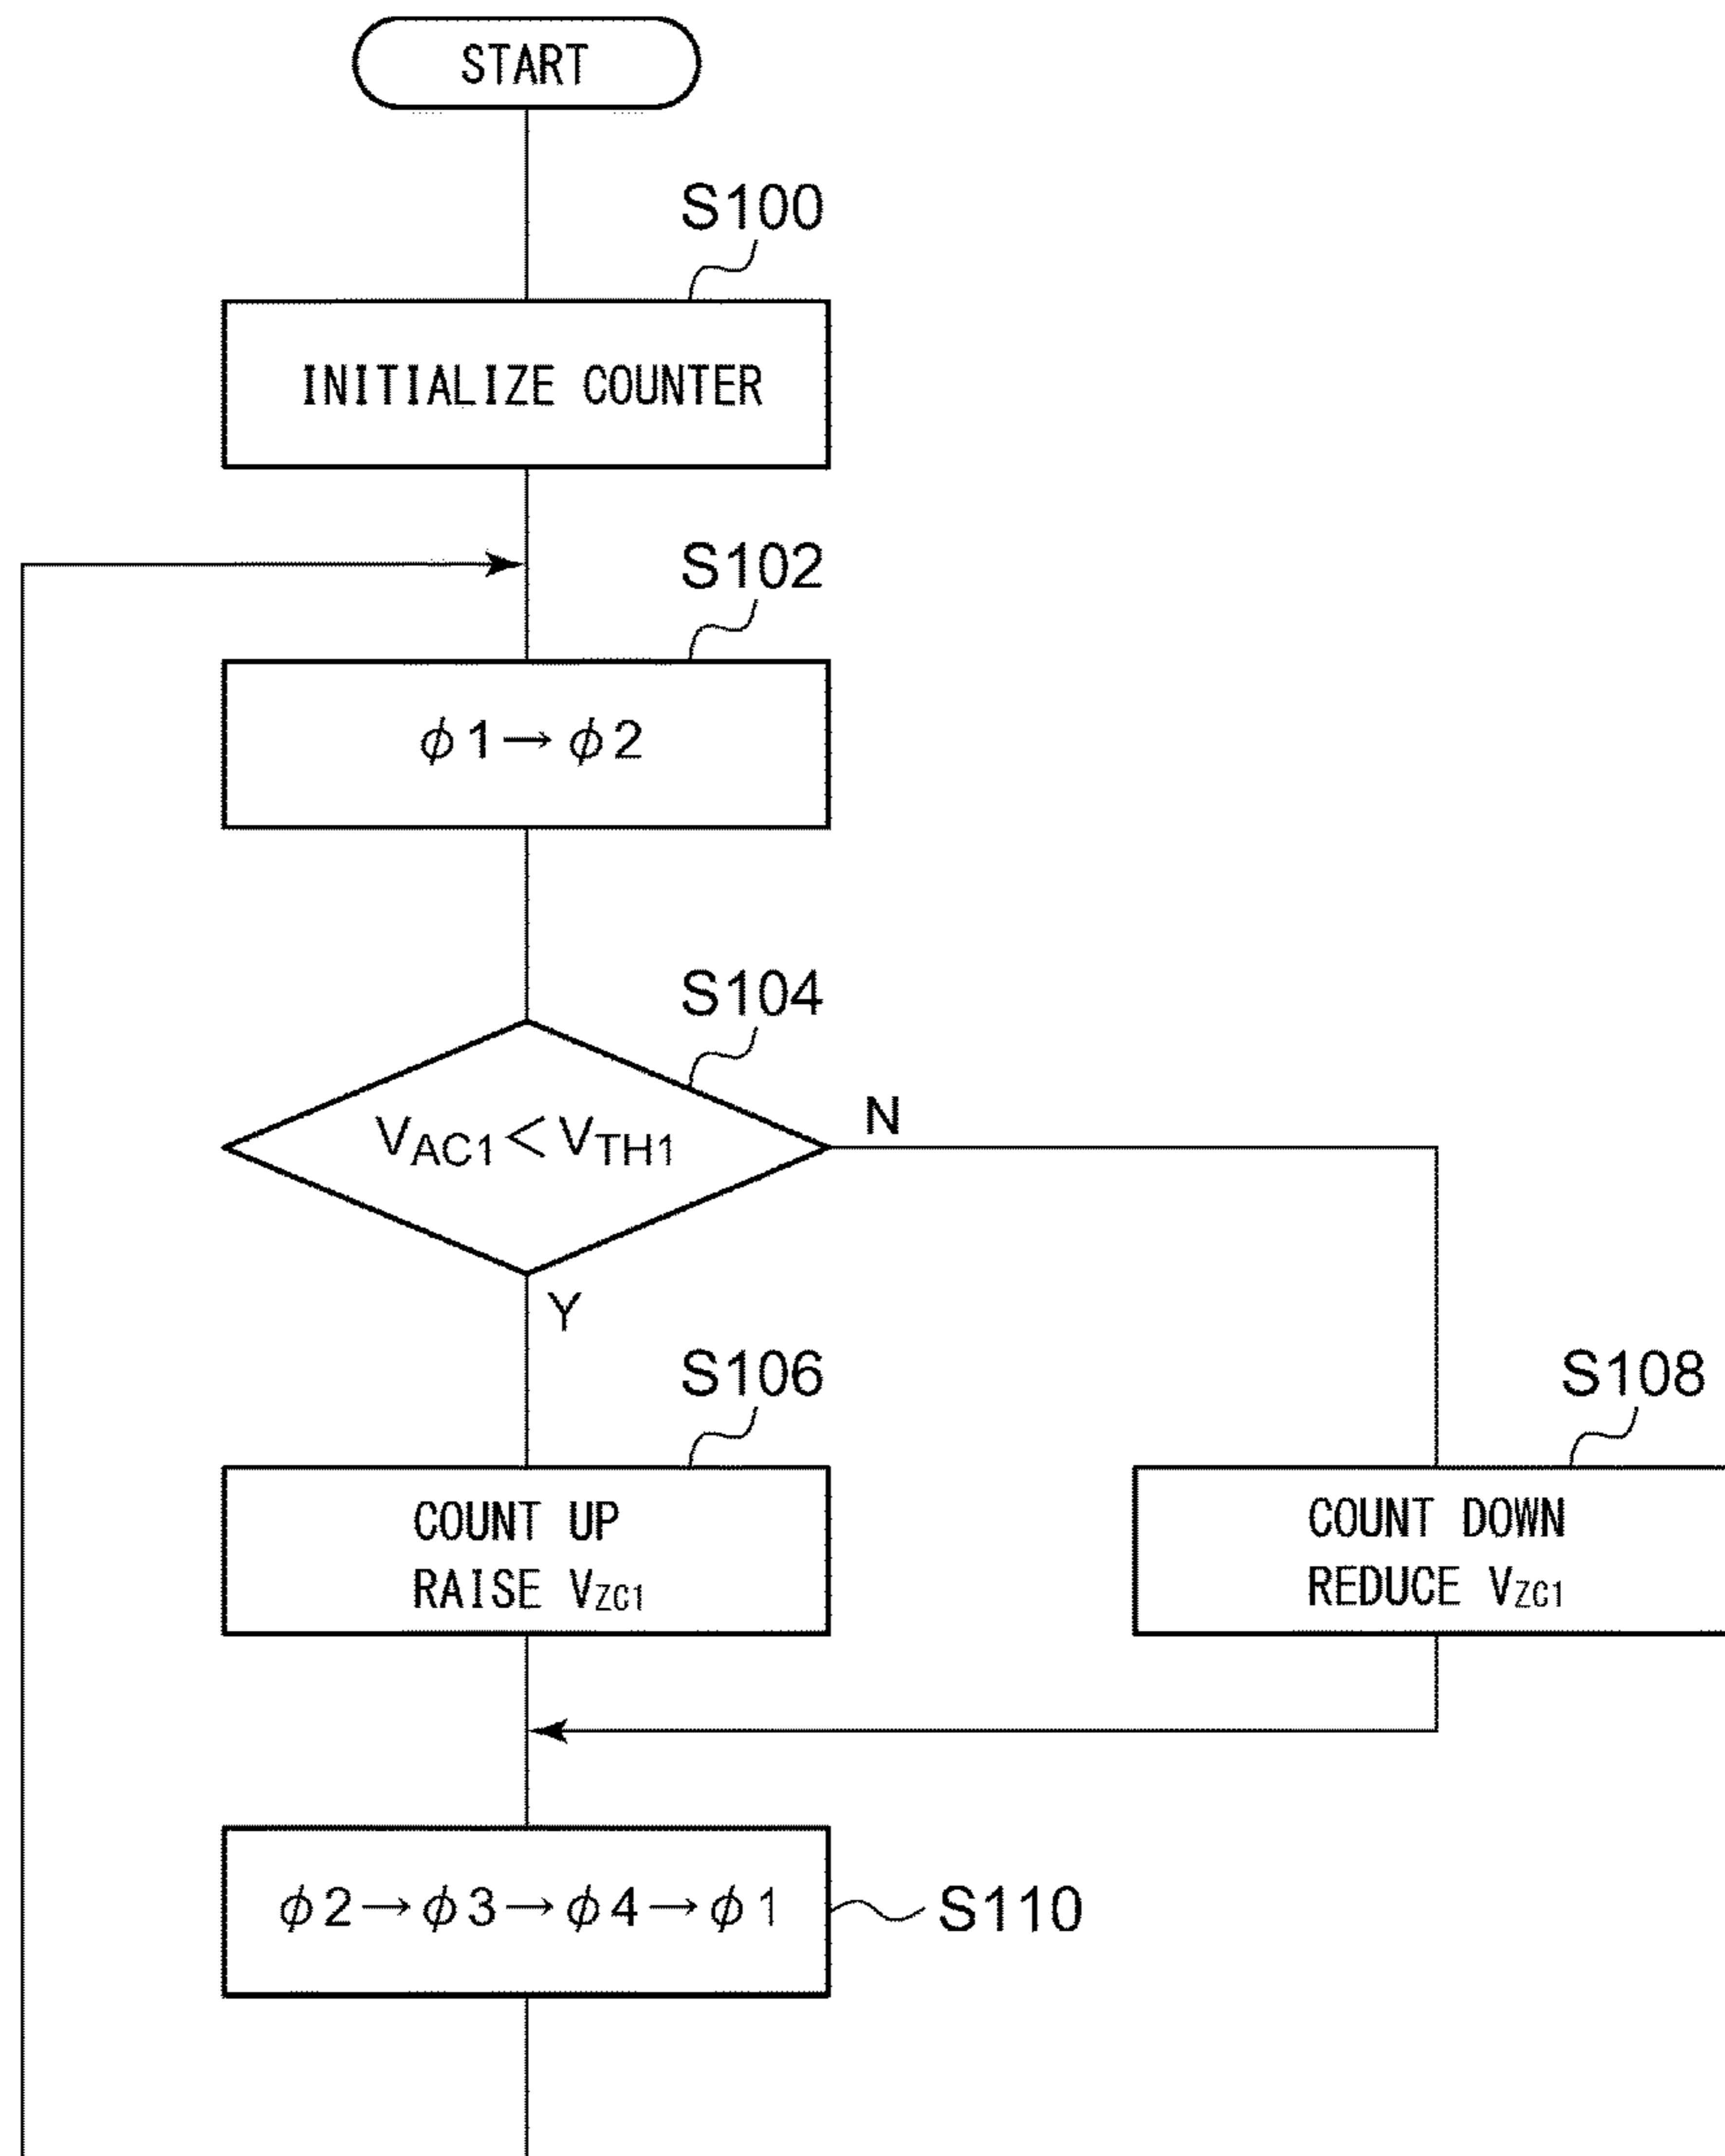 START
S100
INITIALIZE COUNTER
S102
ϕ1→ϕ2
S104
VAC1<VTH1
N
Y
S106
S108
COUNT UP
RAISE VZC1
COUNT DOWN
REDUCE VZC1
ϕ2→ϕ3→ϕ4→ϕ1
S110